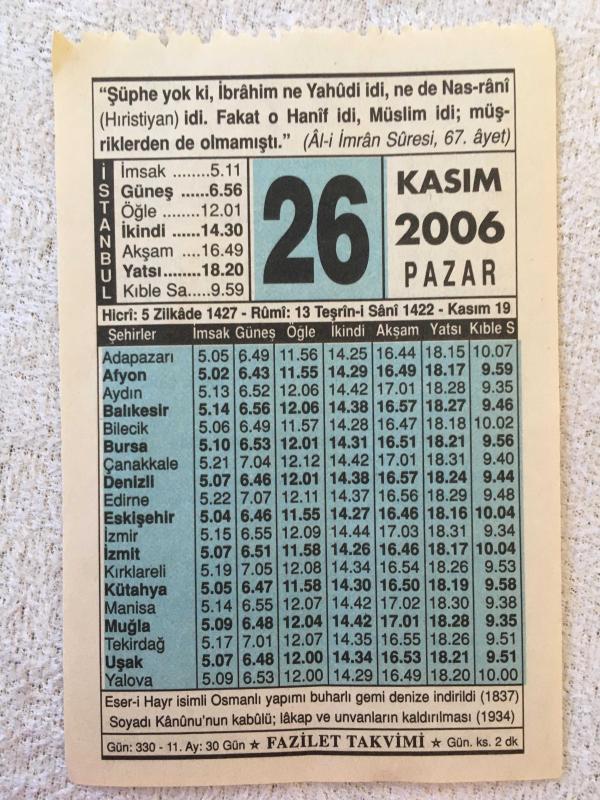 “Şüphe yok ki, İbrâhim ne Yahûdi idi, ne de Nas-rânî
(Hıristiyan) idi. Fakat o Hanîf idi, Müslim idi; müş-
riklerden de olmamıştı.” (Âl-i İmrân Sûresi, 67. âyet)
İSTANBUL
İmsak ........5.11
Güneş ......6.56
Öğle ........12.01
İkindi ......14.30
Akşam ....16.49
Yatsı........18.20
Kıble Sa.....9.59
26
KASIM
2006
PAZAR
Hicrî: 5 Zilkâde 1427 - Rûmî: 13 Teşrîn-i Sânî 1422 - Kasım 19
Şehirler İmsak Güneş Öğle İkindi Akşam Yatsı Kıble S
Adapazarı 5.05 6.49 11.56 14.25 16.44 18.15 10.07
Afyon 5.02 6.43 11.55 14.29 16.49 18.17 9.59
Aydın 5.13 6.52 12.06 14.42 17.01 18.28 9.35
Balıkesir 5.14 6.56 12.06 14.38 16.57 18.27 9.46
Bilecik 5.06 6.49 11.57 14.28 16.47 18.18 10.02
Bursa 5.10 6.53 12.01 14.31 16.51 18.21 9.56
Çanakkale 5.21 7.04 12.12 14.42 17.01 18.31 9.40
Denizli 5.07 6.46 12.01 14.38 16.57 18.24 9.44
Edirne 5.22 7.07 12.11 14.37 16.56 18.29 9.48
Eskişehir 5.04 6.46 11.55 14.27 16.46 18.16 10.04
İzmir 5.15 6.55 12.09 14.44 17.03 18.31 9.34
İzmit 5.07 6.51 11.58 14.26 16.46 18.17 10.04
Kırklareli 5.19 7.05 12.08 14.34 16.54 18.26 9.53
Kütahya 5.05 6.47 11.58 14.30 16.50 18.19 9.58
Manisa 5.14 6.55 12.07 14.42 17.02 18.30 9.38
Muğla 5.09 6.48 12.04 14.42 17.01 18.28 9.35
Tekirdağ 5.17 7.01 12.07 14.35 16.55 18.26 9.51
Uşak 5.07 6.48 12.00 14.34 16.53 18.21 9.51
Yalova 5.09 6.53 12.00 14.29 16.49 18.20 10.00
Eser-i Hayr isimli Osmanlı yapımı buharlı gemi denize indirildi (1837)
Soyadı Kânûnu'nun kabûlü; lâkap ve unvanların kaldırılması (1934)
Gün: 330 - 11. Ay: 30 Gün ★ FAZİLET TAKVİMİ ★ Gün. ks. 2 dk